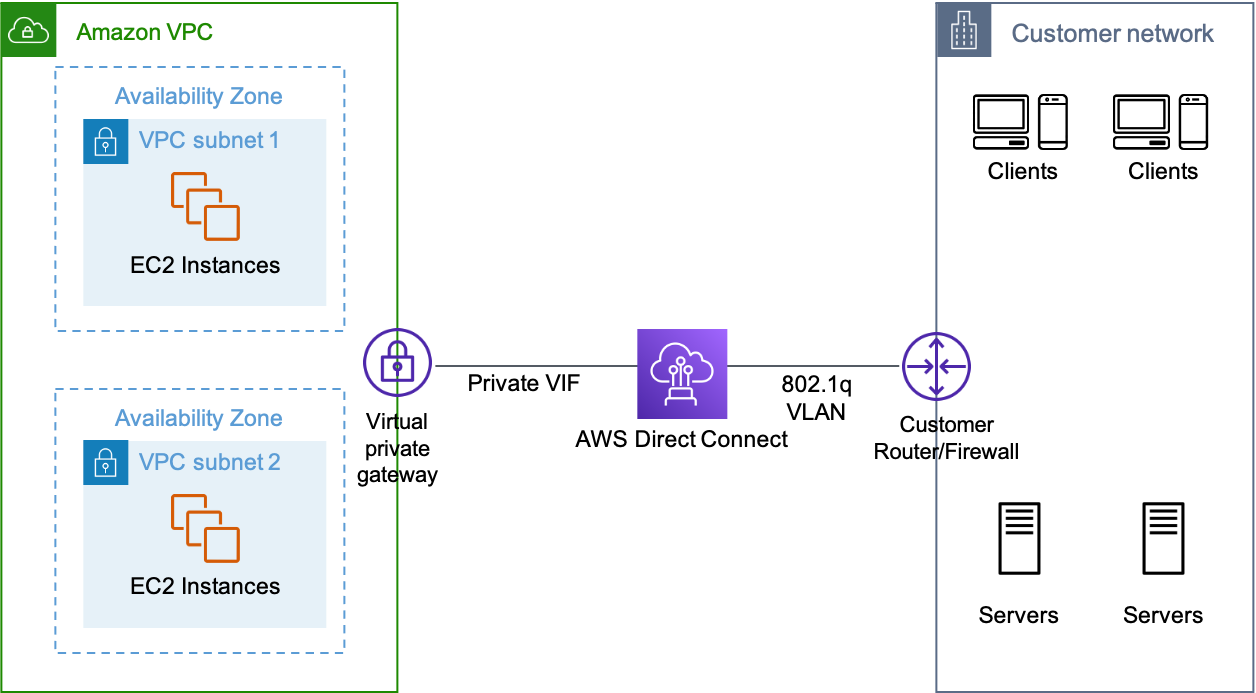 Amazon VPC
Availability Zone
VPC subnet 1
EC2 Instances
Availability Zone
VPC subnet 2
EC2 Instances
Virtual
private
gateway
Private VIF
AWS Direct Connect
802.1q
VLAN
Customer
Router/Firewall
Customer network
Clients
Clients
Servers
Servers